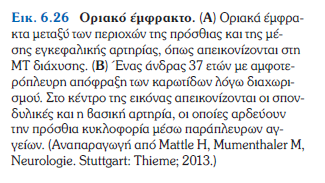 Εικ. 6.26 Οριακό έμφρακτο. (Α) Οριακά έμφρα-
κτα μεταξύ των περιοχών της πρόσθιας και της μέ-
σης εγκεφαλικής αρτηρίας, όπως απεικονίζονται στη
ΜΤ διάχυσης. (Β) Ένας άνδρας 37 ετών με αμφοτε-
ρόπλευρη απόφραξη των καρωτίδων λόγω διαχωρι-
σμού. Στο κέντρο της εικόνας απεικονίζονται οι σπον-
δυλικές και η βασική αρτηρία, οι οποίες αρδεύουν
την πρόσθια κυκλοφορία μέσω παράπλευρων αγ-
γείων. (Αναπαραγωγή από Mattle H, Mumenthaler M,
Neurologie. Stuttgart: Thieme; 2013.)